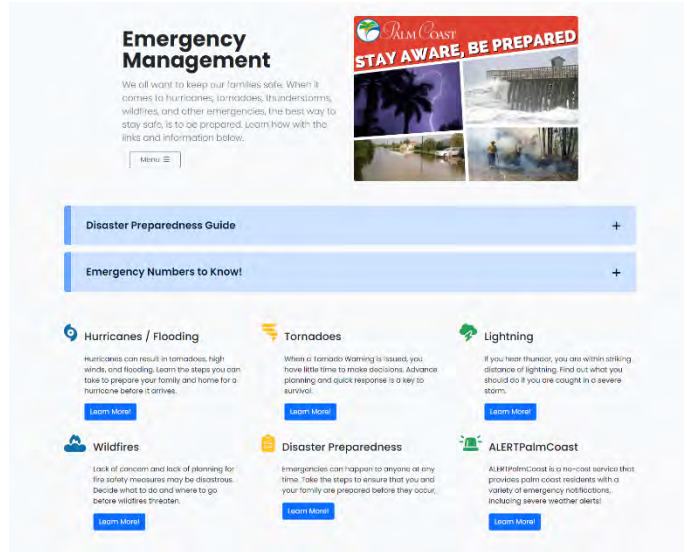 Emergency
Management
We all want to keep our families safe. When it
comes to hurricanes, tornadoes, thunderstorms,
wildfires, and other emergencies, the best way to
stay safe, is to be prepared. Learn how with the
links and information below.
Menu ☰
PALM COAST
STAY AWARE, BE PREPARED
Disaster Preparedness Guide +
Emergency Numbers to Know! +
Hurricanes / Flooding
Hurricanes can result in tornadoes, high
winds, and flooding. Learn the steps you can
take to prepare your family and home for a
hurricane before it arrives.
Learn More!
Tornadoes
When a Tornado Warning is issued, you
have little time to make decisions. Advance
planning and quick response is a key to
survival.
Learn More!
Lightning
If you hear thunder, you are within striking
distance of lightning. Find out what you
should do if you are caught in a severe
storm.
Learn More!
Wildfires
Lack of concern and lack of planning for
fire safety measures may be disastrous.
Decide what to do and where to go
before wildfires threaten.
Learn More!
Disaster Preparedness
Emergencies can happen to anyone at any
time. Take the steps to ensure that you and
your family are prepared before they occur.
Learn More!
ALERTPalmCoast
ALERTPalmCoast is a no-cost service that
provides palm coast residents with a
variety of emergency notifications,
including severe weather alerts!
Learn More!